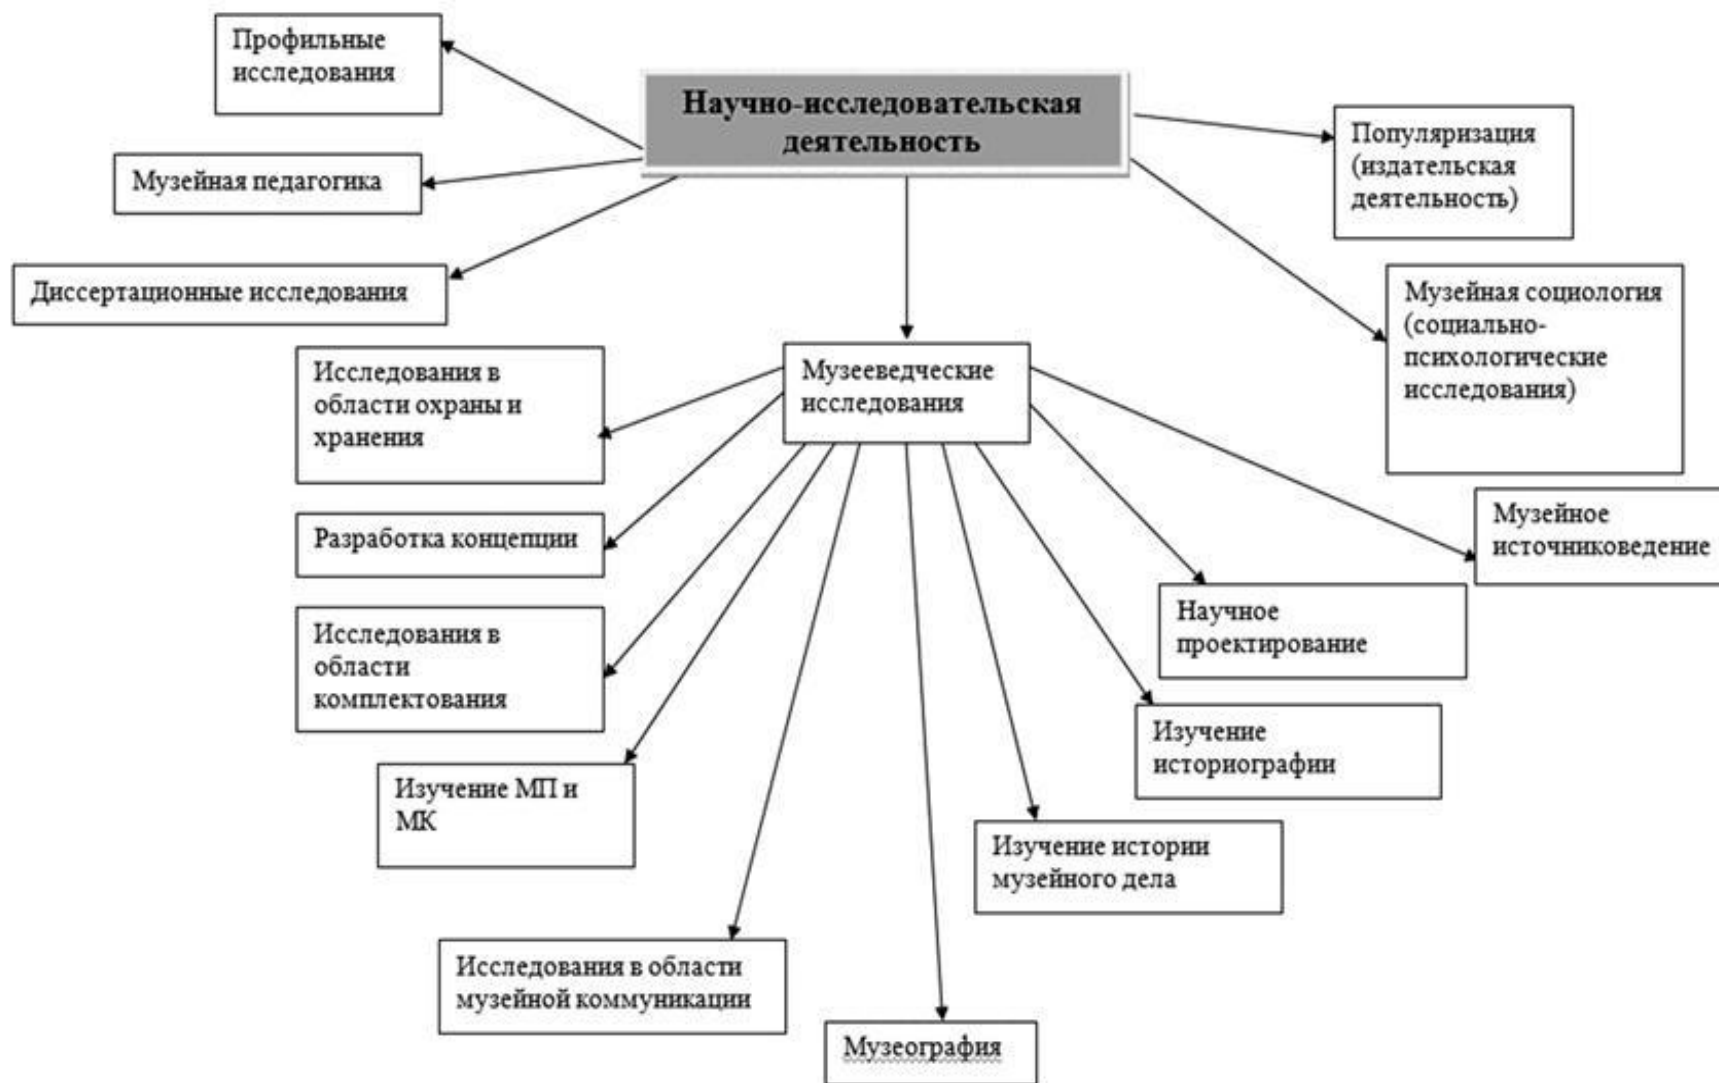 Профильные
исследования
Научно-исследовательская
деятельность
Популяризация
(издательская
деятельность)
Музейная педагогика
Диссертационные исследования
Музейная социология
(социально-
психологические
исследования)
Музееведческие
исследования
Исследования в
области охраны и
хранения
Музейное
источниковедение
Разработка концепции
Научное
проектирование
Исследования в
области
комплектования
Изучение
историографии
Изучение МП и
МК
Изучение истории
музейного дела
Исследования в области
музейной коммуникации
Музеография